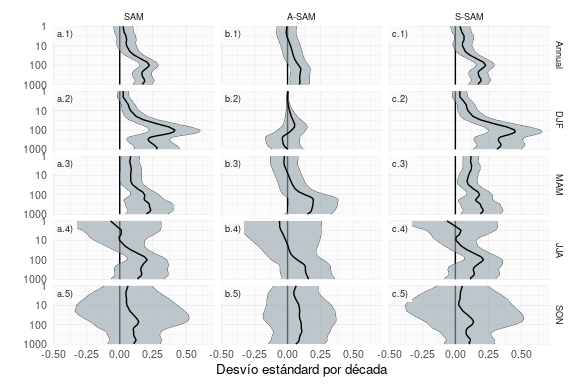 SAM A-SAM S-SAM
1 a.1) b.1) c.1) Annual
10
100
1000
1 a.2) b.2) c.2) DJF
10
100
1000
1 a.3) b.3) c.3) MAM
10
100
1000
1 a.4) b.4) c.4) JJA
10
100
1000
1 a.5) b.5) c.5) SON
10
100
1000
-0.50 -0.25 0.00 0.25 0.50 -0.50 -0.25 0.00 0.25 0.50 -0.50 -0.25 0.00 0.25 0.50
Desvío estándard por década